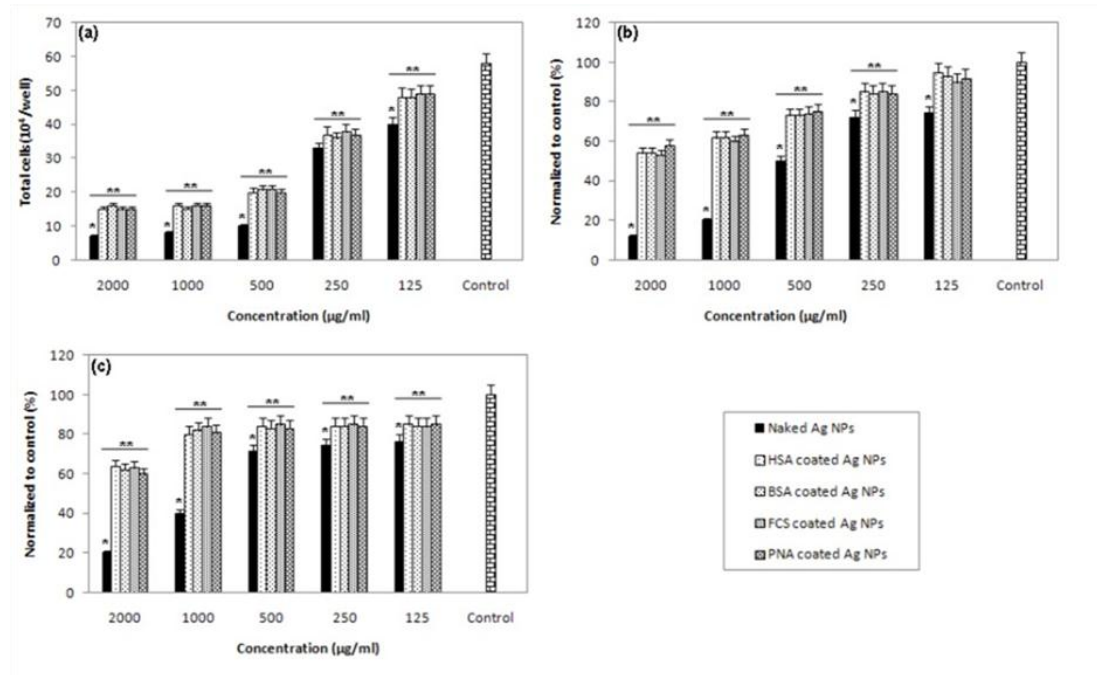 (a)
Total cells(10⁴/well)
70
60
50
40
30
20
10
0
** ** ** ** **
* * * *
2000 1000 500 250 125 Control
Concentration (µg/ml)
(b)
Normalized to control (%)
120
100
80
60
40
20
0
** ** ** **
* * * * *
2000 1000 500 250 125 Control
Concentration (µg/ml)
(c)
Normalized to control (%)
120
100
80
60
40
20
0
** ** ** ** **
* * * * *
2000 1000 500 250 125 Control
Concentration (µg/ml)
Naked Ag NPs
HSA coated Ag NPs
BSA coated Ag NPs
FCS coated Ag NPs
PNA coated Ag NPs